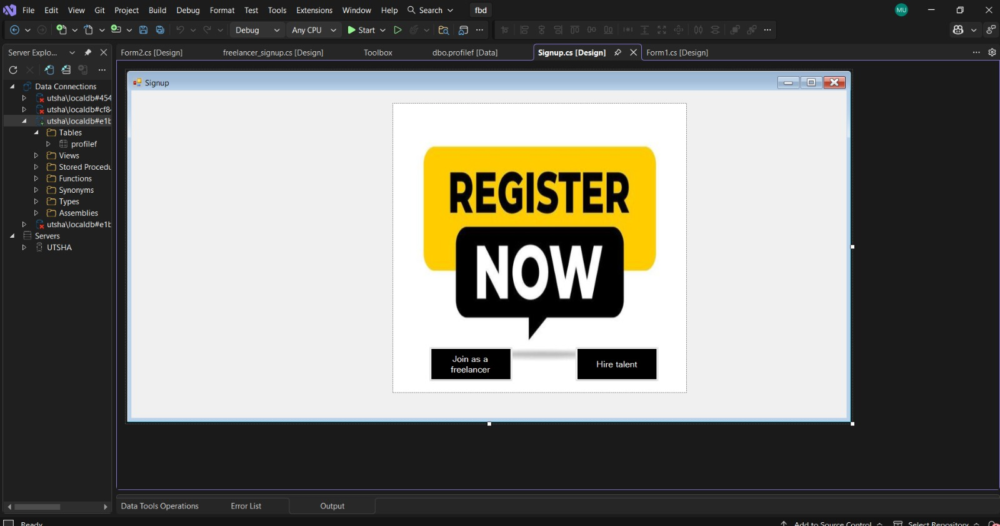 File Edit View Git Project Build Debug Format Test Tools Extensions Window Help Search fbd MU
Debug Any CPU Start
Server Explo...
Form2.cs [Design] freelancer_signup.cs [Design] Toolbox dbo.profilef [Data] Signup.cs [Design] Form1.cs [Design]
Data Connections
utsha\localdb#454
utsha\localdb#cf84
utsha\localdb#e1b
Tables
profilef
Views
Stored Procedu
Functions
Synonyms
Types
Assemblies
utsha\localdb#e1b
Servers
UTSHA
Signup
REGISTER
NOW
Join as a
freelancer
Hire talent
Data Tools Operations Error List Output
Ready Add to Source Control Select Repository